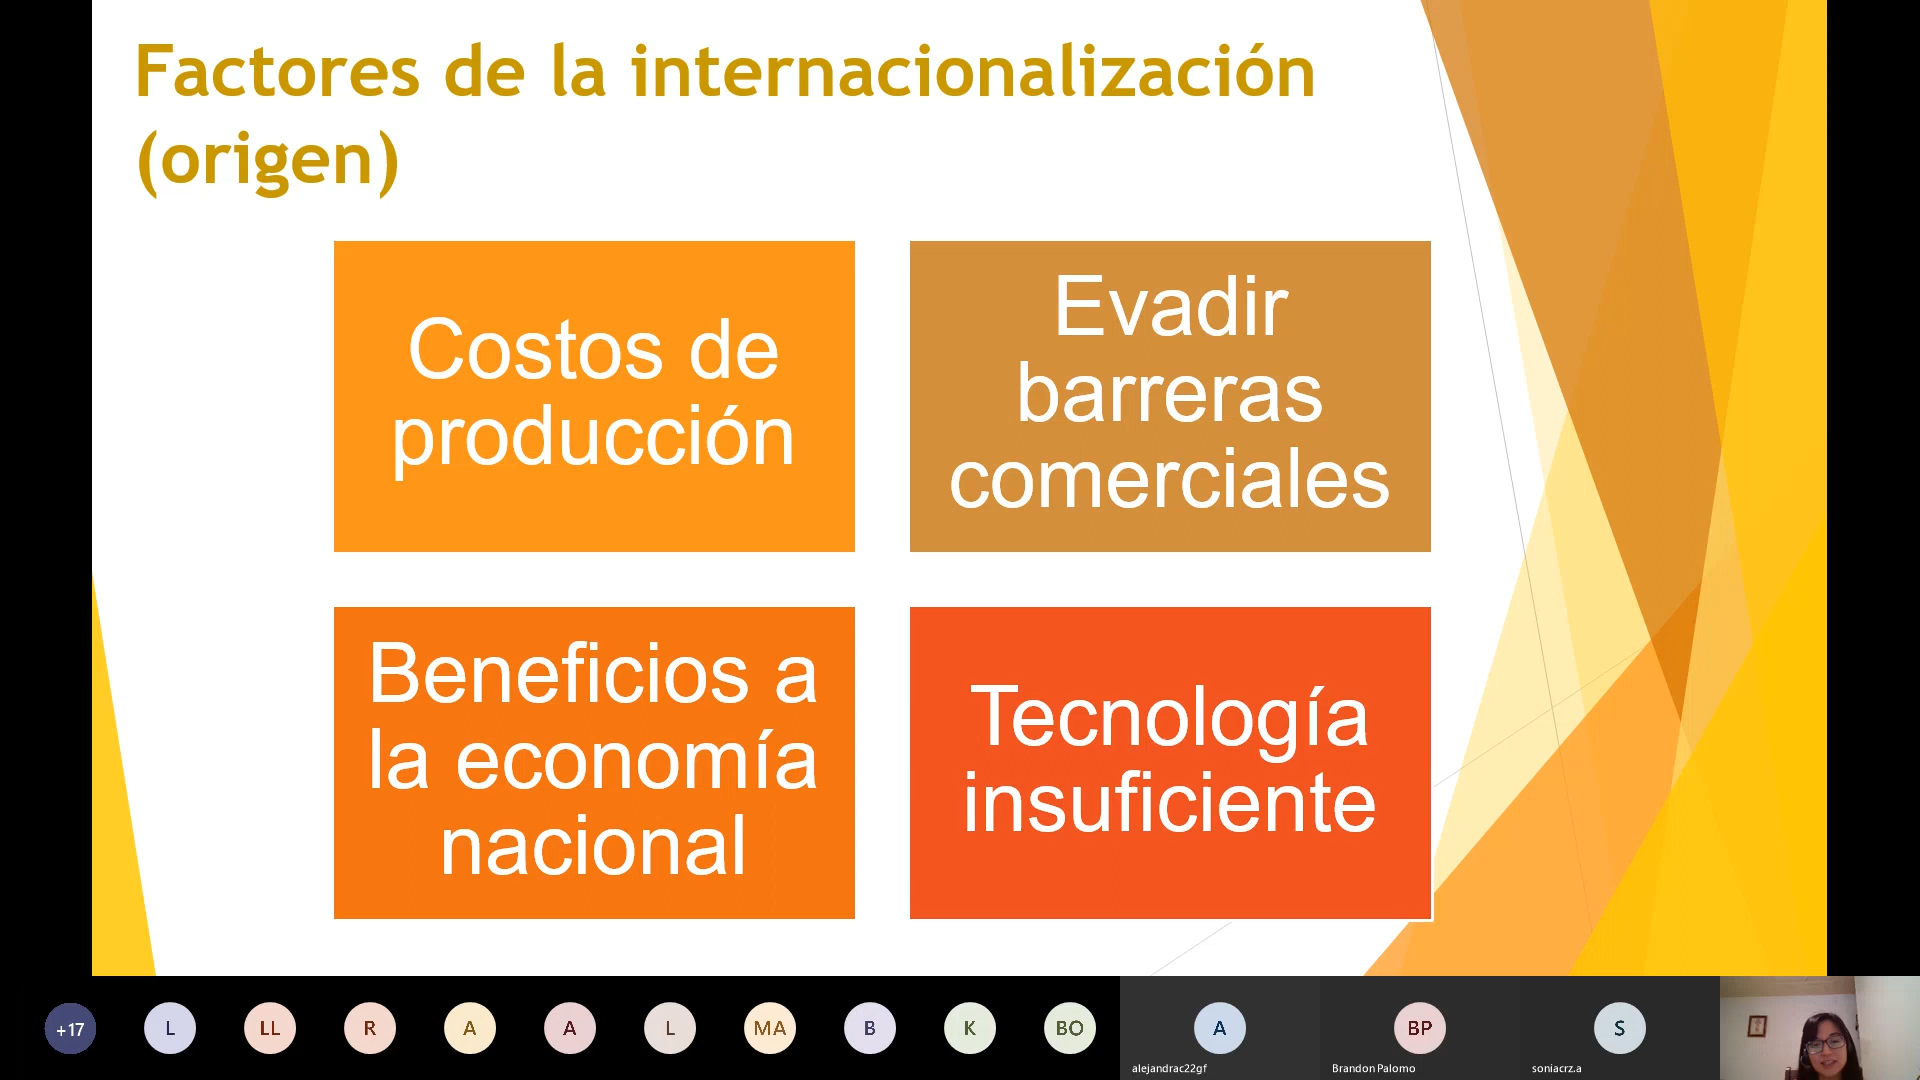 Factores de la internacionalización
(origen)
Costos de
producción
Evadir
barreras
comerciales
Beneficios a
la economía
nacional
Tecnología
insuficiente
+17
L
LL
R
A
A
L
MA
B
K
BO
A
alejandrac22gf
BP
Brandon Palomo
S
soniacrz.a